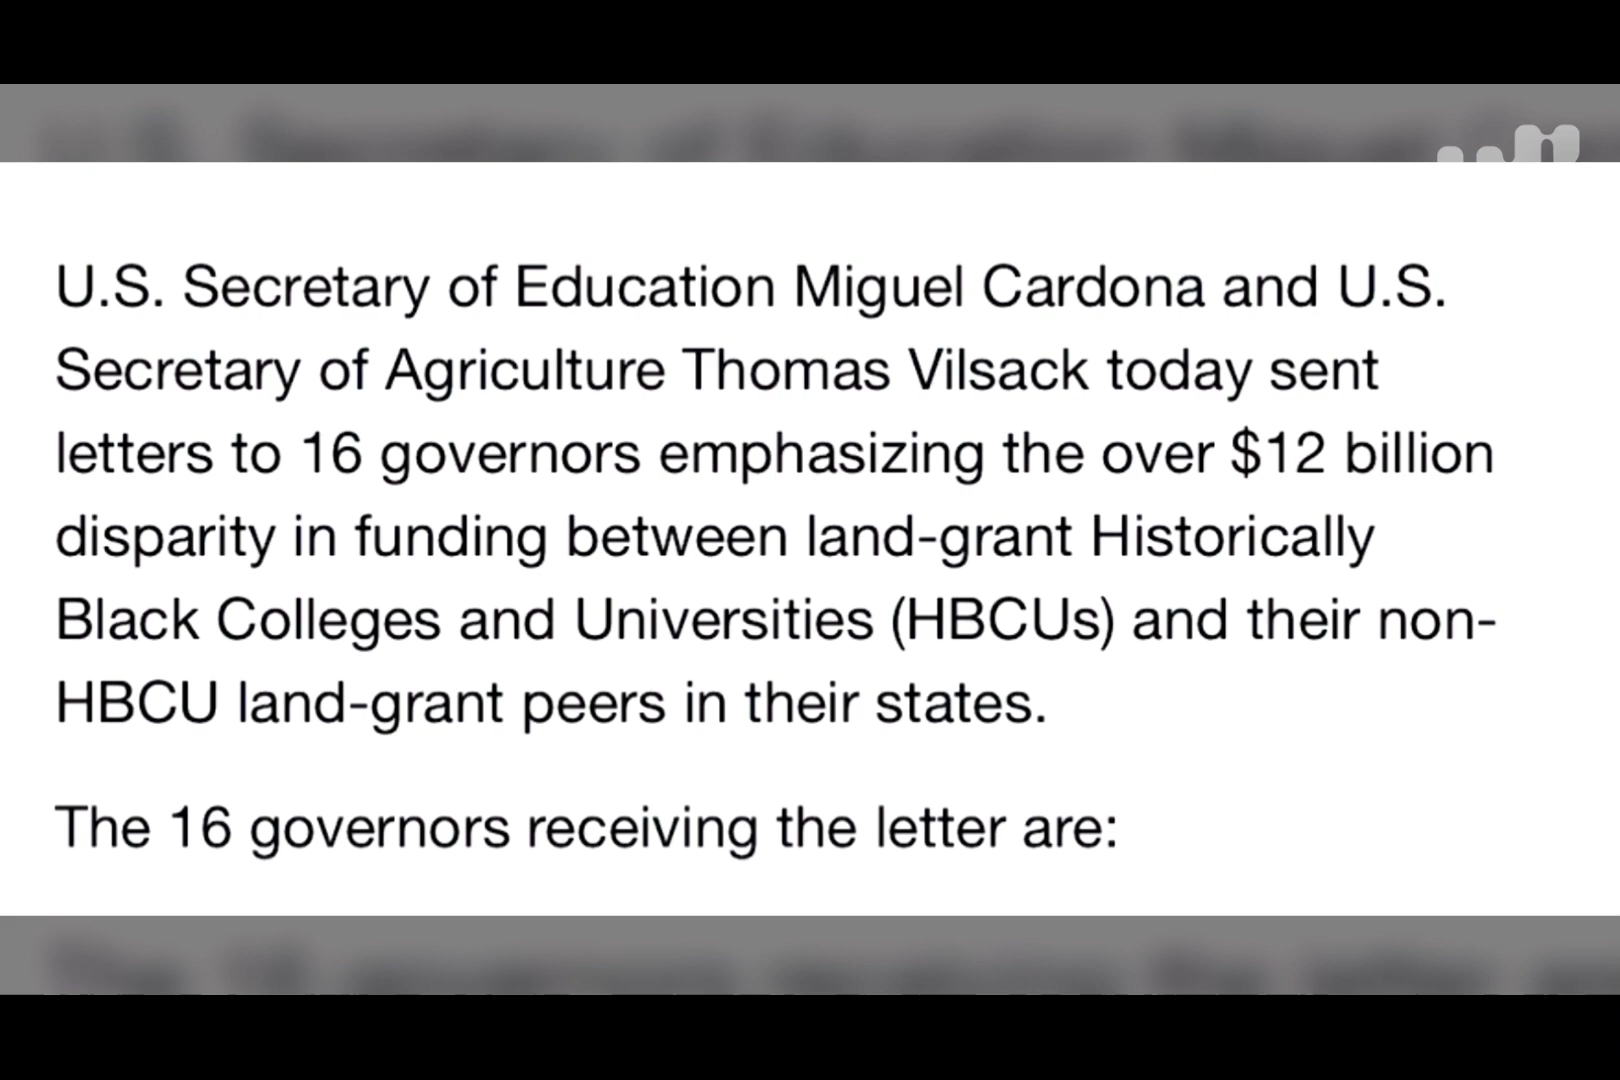 U.S. Secretary of Education Miguel Cardona and U.S.
Secretary of Agriculture Thomas Vilsack today sent
letters to 16 governors emphasizing the over $12 billion
disparity in funding between land-grant Historically
Black Colleges and Universities (HBCUs) and their non-
HBCU land-grant peers in their states.
The 16 governors receiving the letter are: